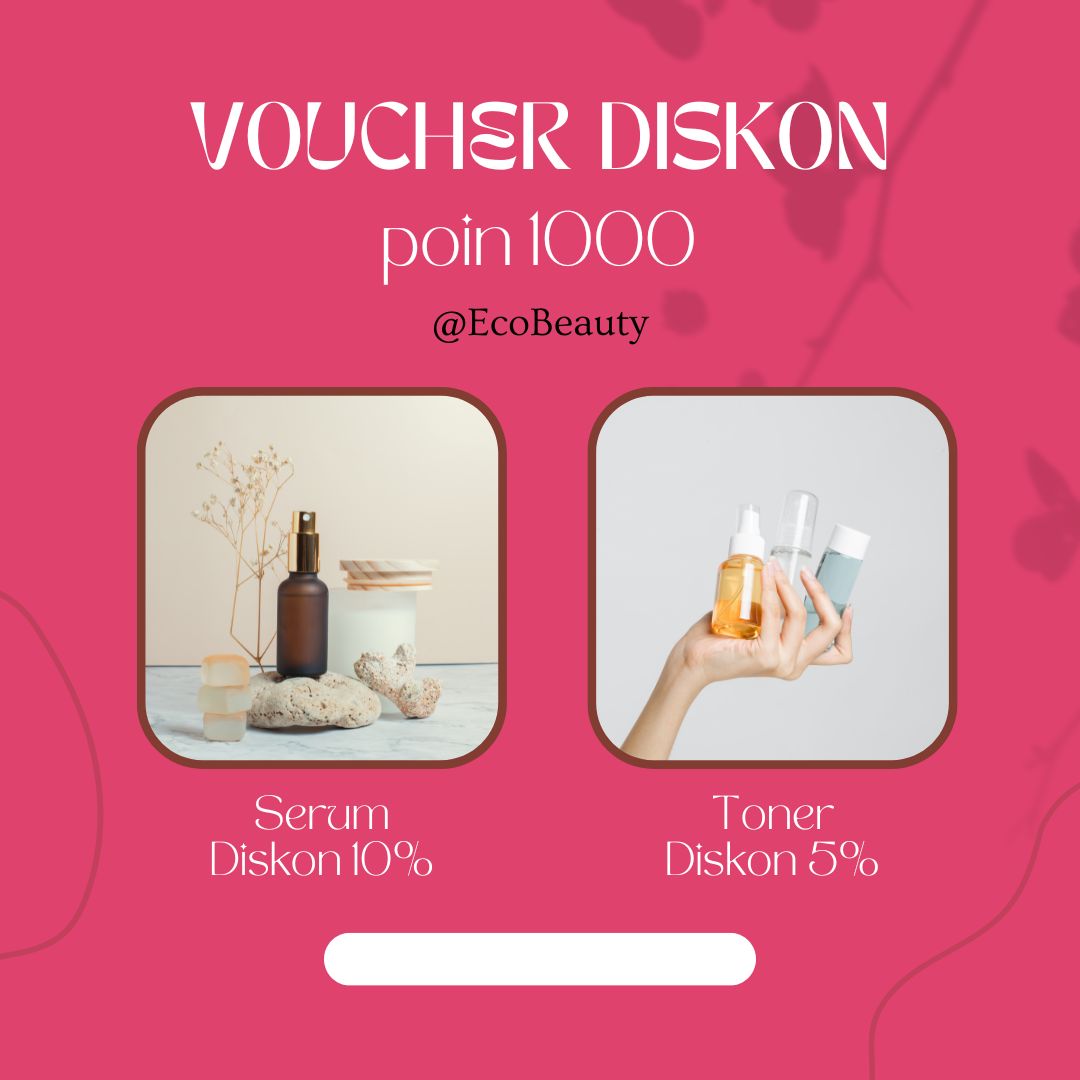 VOUCHER DISKON
poin 1000
@EcoBeauty
Serum
Diskon 10%
Toner
Diskon 5%